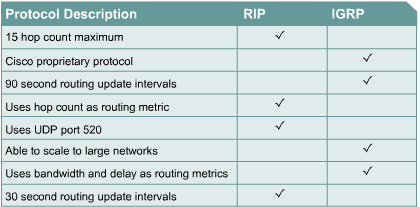 Protocol Description RIP IGRP
15 hop count maximum ✓
Cisco proprietary protocol ✓
90 second routing update intervals ✓
Uses hop count as routing metric ✓
Uses UDP port 520 ✓
Able to scale to large networks ✓
Uses bandwidth and delay as routing metrics ✓
30 second routing update intervals ✓